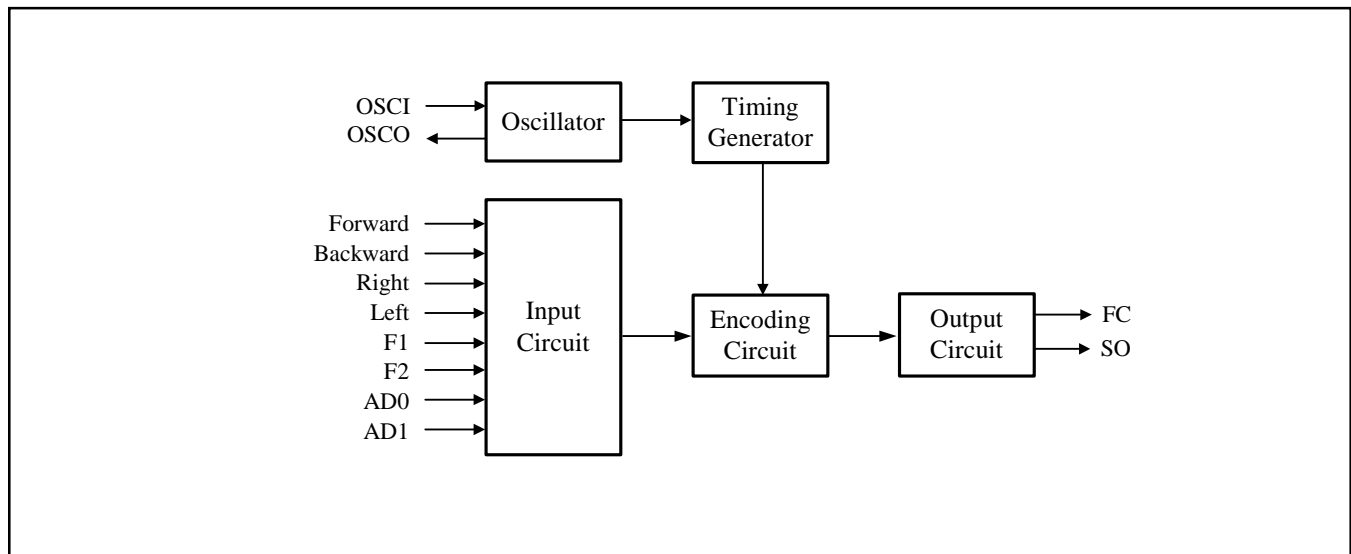 OSCI
OSCO
Oscillator
Timing
Generator
Forward
Backward
Right
Left
F1
F2
AD0
AD1
Input
Circuit
Encoding
Circuit
Output
Circuit
FC
SO